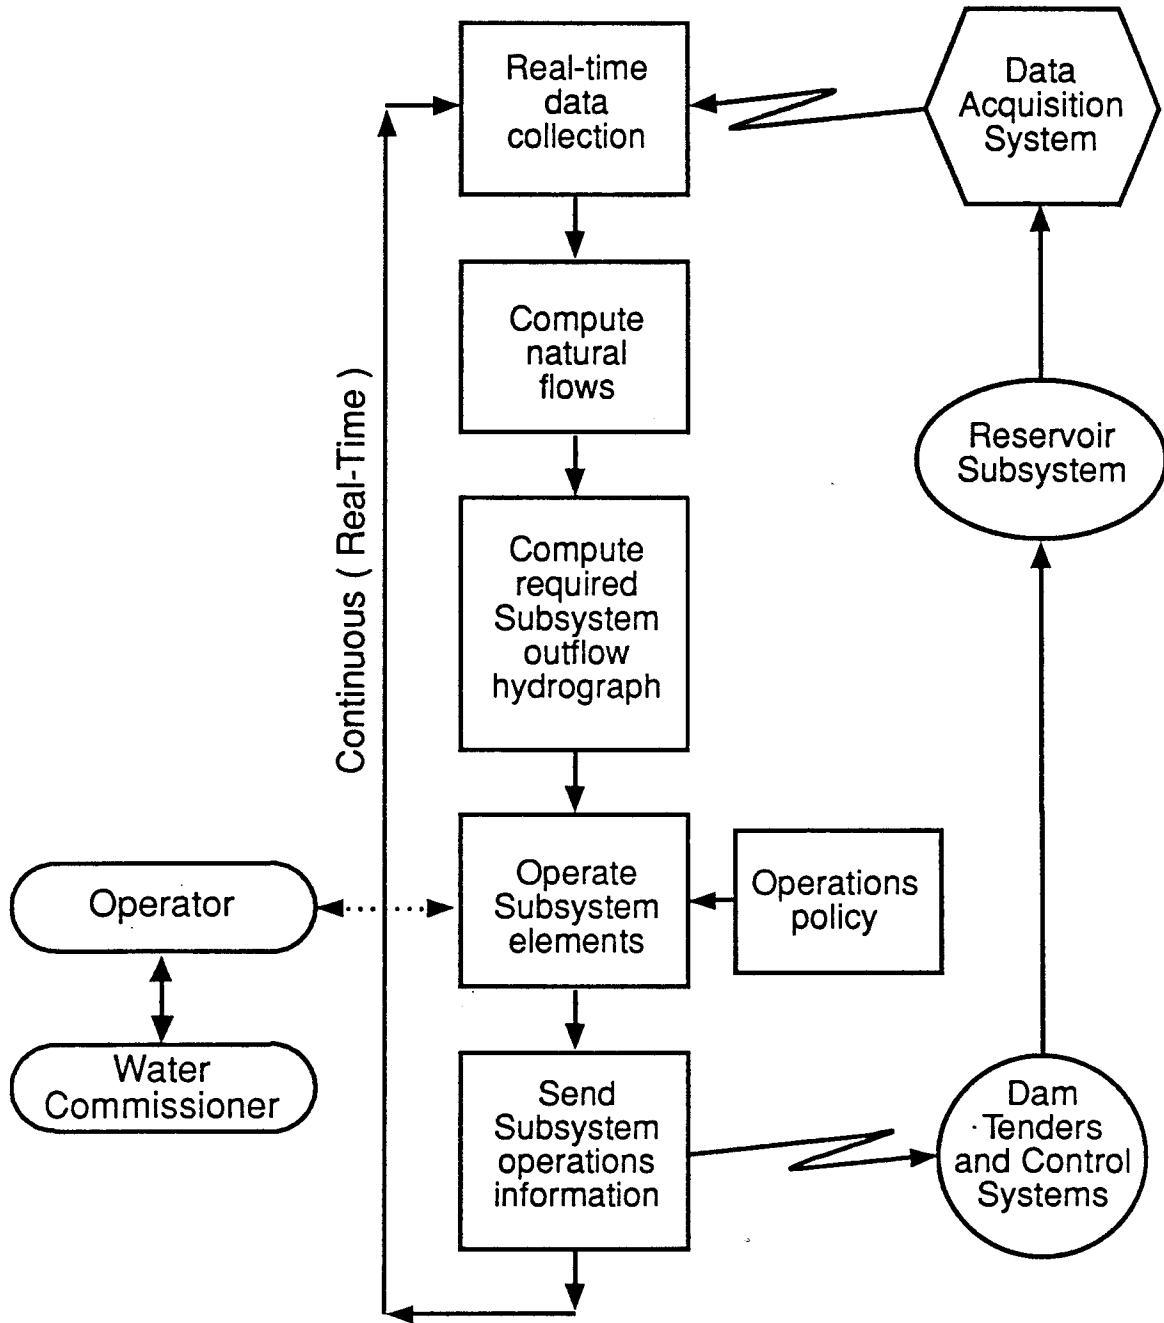 Real-time
data
collection
Data
Acquisition
System
Compute
natural
flows
Continuous ( Real-Time )
Reservoir
Subsystem
Compute
required
Subsystem
outflow
hydrograph
Operator
Operate
Subsystem
elements
Operations
policy
Water
Commissioner
Send
Subsystem
operations
information
Dam
Tenders
and Control
Systems